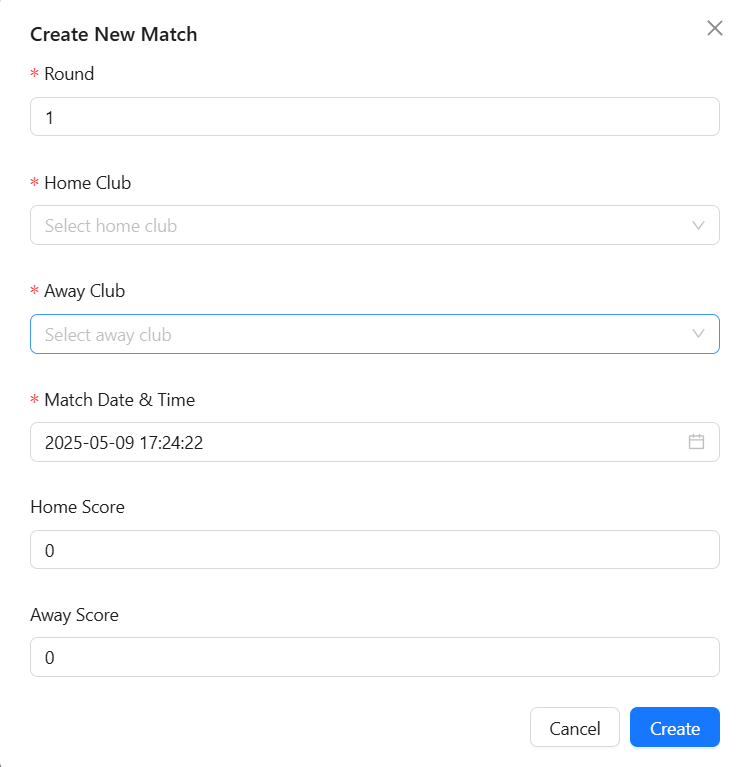 Create New Match
* Round
1
* Home Club
Select home club
* Away Club
Select away club
* Match Date & Time
2025-05-09 17:24:22
Home Score
0
Away Score
0
Cancel
Create